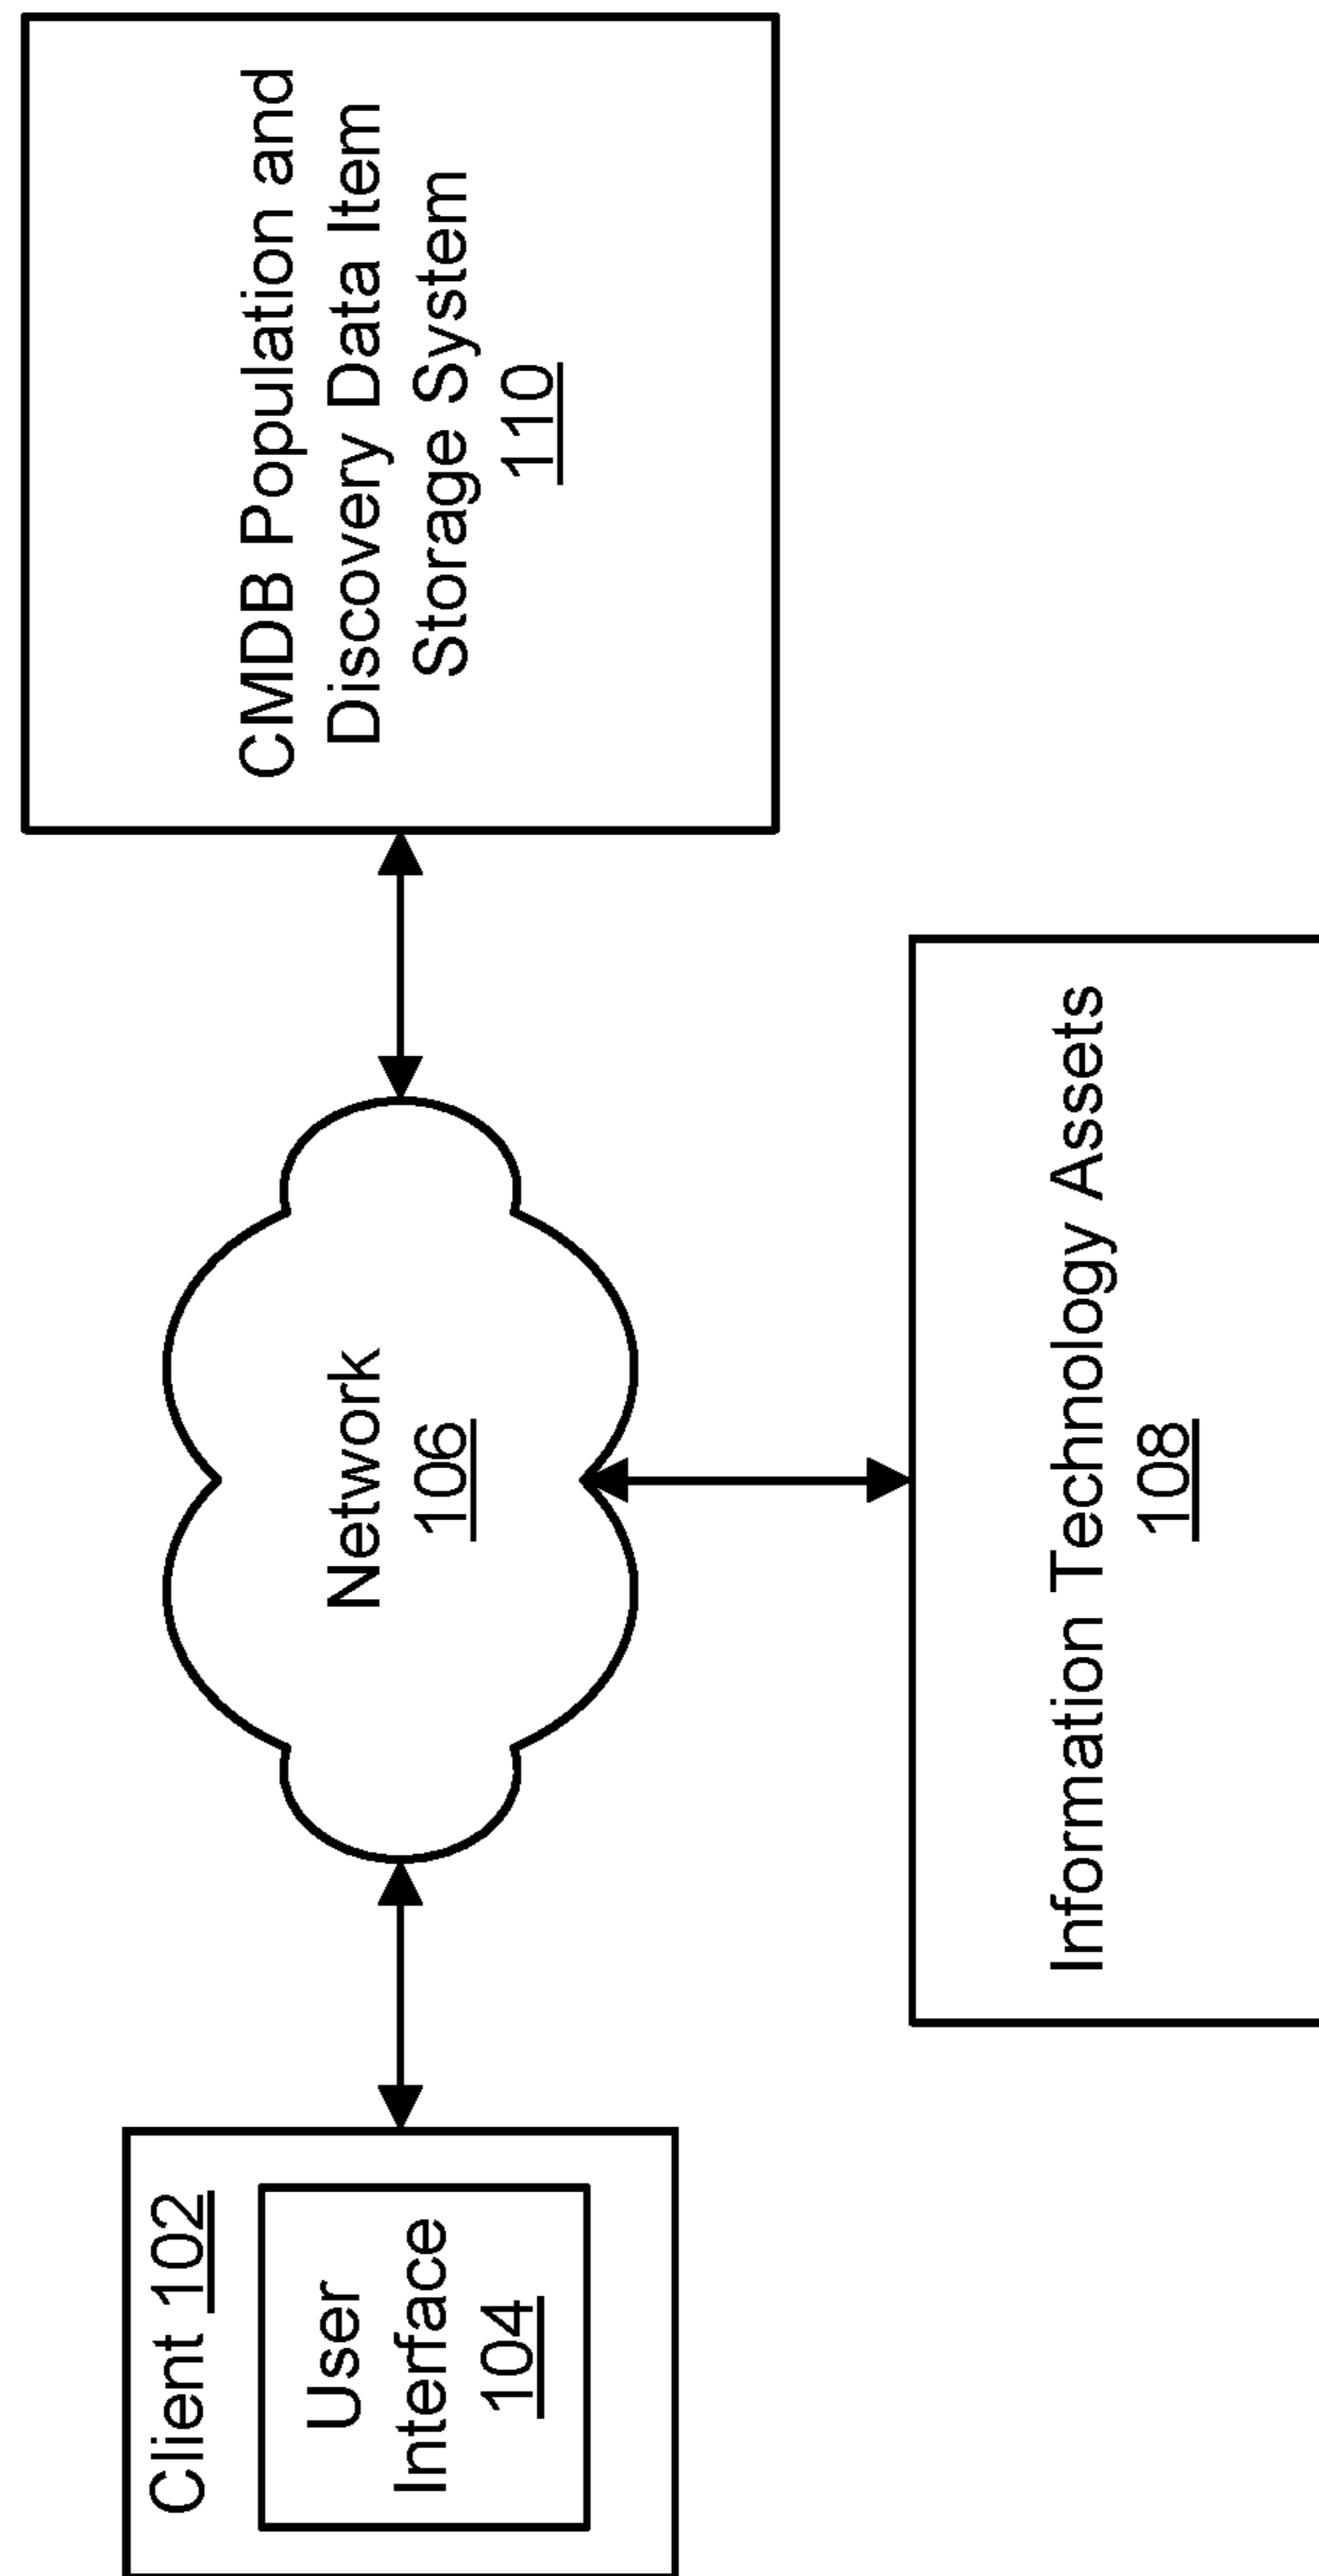 Client 102
User
Interface
104
Network
106
CMDB Population and
Discovery Data Item
Storage System
110
Information Technology Assets
108